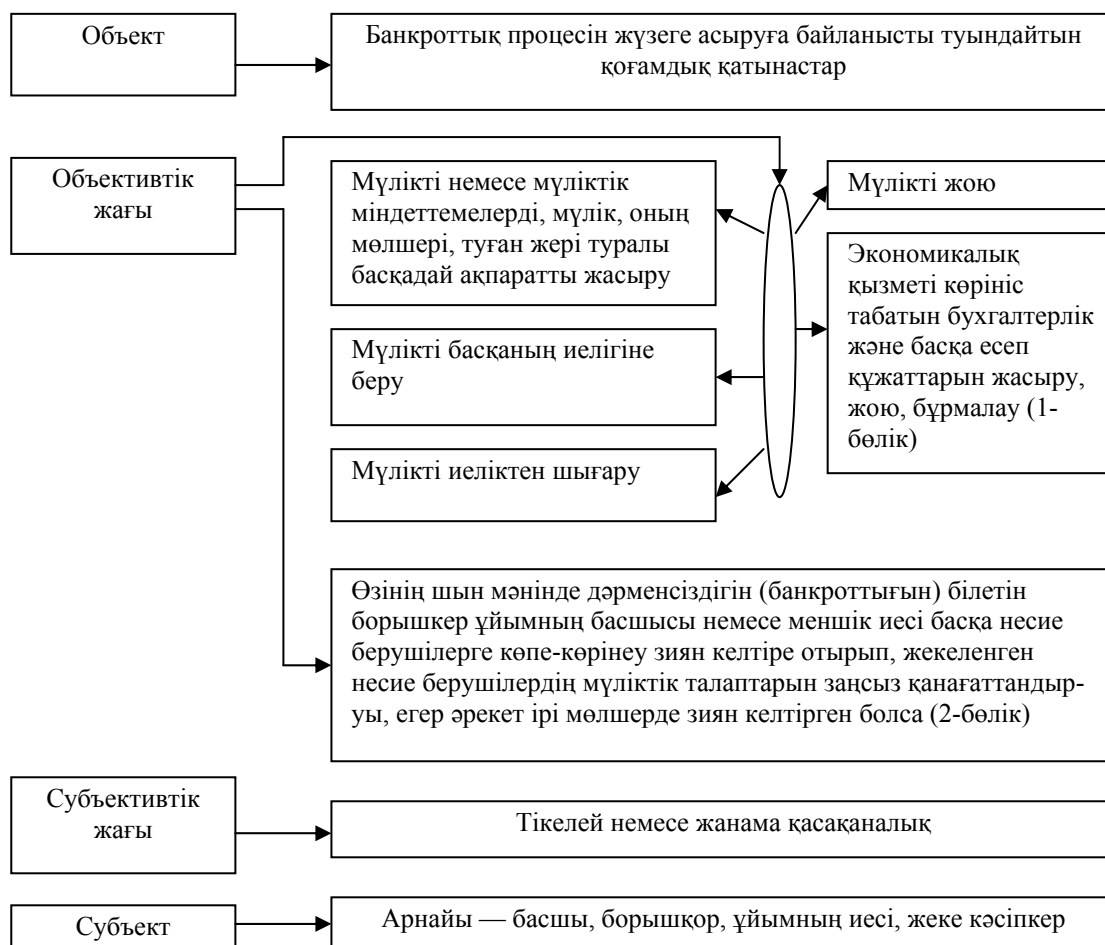 Объект
Банкроттық процесін жүзеге асыруға байланысты туындайтын
қоғамдық қатынастар
Объективтік
жағы
Мүлікті немесе мүліктік
міндеттемелерді, мүлік, оның
мөлшері, туған жері туралы
басқадай ақпаратты жасыру
Мүлікті жою
Экономикалық
қызметі көрініс
табатын бухгалтерлік
және басқа есеп
құжаттарын жасыру,
жою, бұрмалау (1-
бөлік)
Мүлікті басқаның иелігіне
беру
Мүлікті иеліктен шығару
Өзінің шын мәнінде дәрменсіздігін (банкроттығын) білетін
борышкер ұйымның басшысы немесе меншік иесі басқа несие
берушілерге көпе-көрінеу зиян келтіре отырып, жекеленген
несие берушілердің мүліктік талаптарын заңсыз қанағаттандыр-
уы, егер әрекет ірі мөлшерде зиян келтірген болса (2-бөлік)
Субъективтік
жағы
Тікелей немесе жанама қасақаналық
Субъект
Арнайы — басшы, борышқор, ұйымның иесі, жеке кәсіпкер